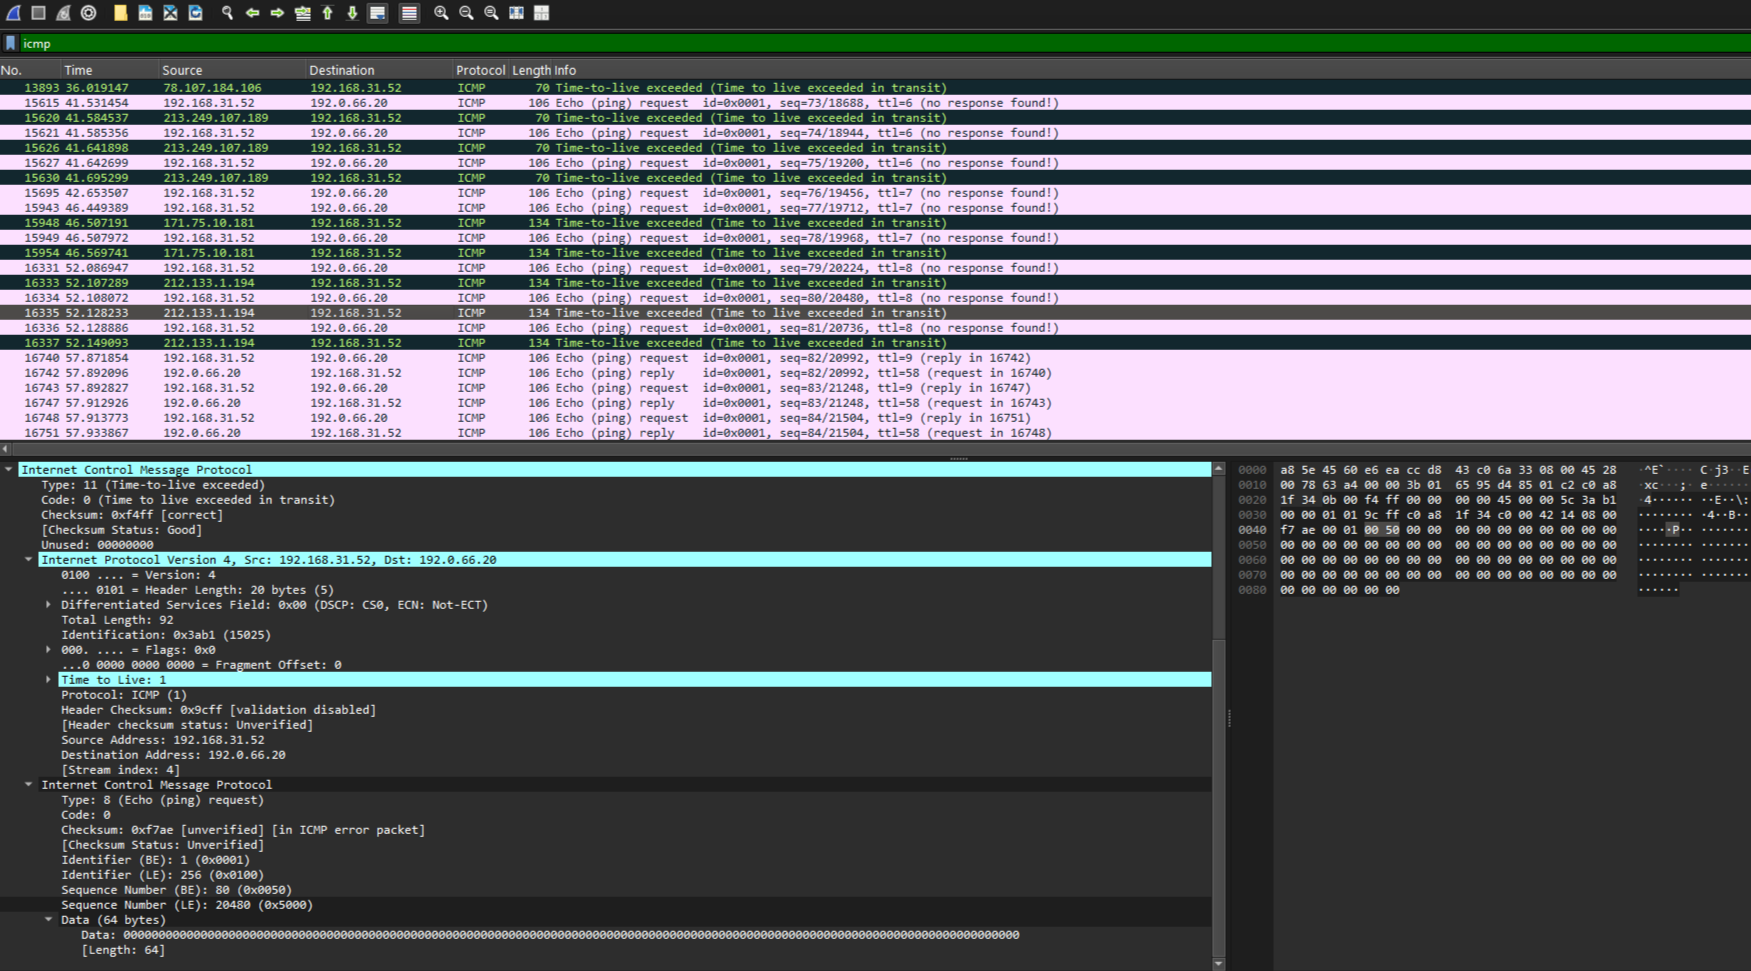 icmp
No. Time Source Destination Protocol Length Info
13893 36.019147 78.107.184.106 192.168.31.52 ICMP 70 Time-to-live exceeded (Time to live exceeded in transit)
15615 41.531454 192.168.31.52 192.0.66.20 ICMP 106 Echo (ping) request id=0x0001, seq=73/18688, ttl=6 (no response found!)
15620 41.584537 213.249.107.189 192.168.31.52 ICMP 70 Time-to-live exceeded (Time to live exceeded in transit)
15621 41.585356 192.168.31.52 192.0.66.20 ICMP 106 Echo (ping) request id=0x0001, seq=74/18944, ttl=6 (no response found!)
15626 41.641898 213.249.107.189 192.168.31.52 ICMP 70 Time-to-live exceeded (Time to live exceeded in transit)
15627 41.642699 192.168.31.52 192.0.66.20 ICMP 106 Echo (ping) request id=0x0001, seq=75/19200, ttl=6 (no response found!)
15630 41.695299 213.249.107.189 192.168.31.52 ICMP 70 Time-to-live exceeded (Time to live exceeded in transit)
15695 42.653507 192.168.31.52 192.0.66.20 ICMP 106 Echo (ping) request id=0x0001, seq=76/19456, ttl=7 (no response found!)
15943 46.449389 192.168.31.52 192.0.66.20 ICMP 106 Echo (ping) request id=0x0001, seq=77/19712, ttl=7 (no response found!)
15948 46.507191 171.75.10.181 192.168.31.52 ICMP 134 Time-to-live exceeded (Time to live exceeded in transit)
15949 46.507972 192.168.31.52 192.0.66.20 ICMP 106 Echo (ping) request id=0x0001, seq=78/19968, ttl=7 (no response found!)
15954 46.569741 171.75.10.181 192.168.31.52 ICMP 134 Time-to-live exceeded (Time to live exceeded in transit)
16331 52.086947 192.168.31.52 192.0.66.20 ICMP 106 Echo (ping) request id=0x0001, seq=79/20224, ttl=8 (no response found!)
16333 52.107289 212.133.1.194 192.168.31.52 ICMP 134 Time-to-live exceeded (Time to live exceeded in transit)
16334 52.108072 192.168.31.52 192.0.66.20 ICMP 106 Echo (ping) request id=0x0001, seq=80/20480, ttl=8 (no response found!)
16335 52.128233 212.133.1.194 192.168.31.52 ICMP 134 Time-to-live exceeded (Time to live exceeded in transit)
16336 52.128886 192.168.31.52 192.0.66.20 ICMP 106 Echo (ping) request id=0x0001, seq=81/20736, ttl=8 (no response found!)
16337 52.149093 212.133.1.194 192.168.31.52 ICMP 134 Time-to-live exceeded (Time to live exceeded in transit)
16740 57.871854 192.168.31.52 192.0.66.20 ICMP 106 Echo (ping) request id=0x0001, seq=82/20992, ttl=9 (reply in 16742)
16742 57.892096 192.0.66.20 192.168.31.52 ICMP 106 Echo (ping) reply id=0x0001, seq=82/20992, ttl=58 (request in 16740)
16743 57.892827 192.168.31.52 192.0.66.20 ICMP 106 Echo (ping) request id=0x0001, seq=83/21248, ttl=9 (reply in 16747)
16747 57.912926 192.0.66.20 192.168.31.52 ICMP 106 Echo (ping) reply id=0x0001, seq=83/21248, ttl=58 (request in 16743)
16748 57.913773 192.168.31.52 192.0.66.20 ICMP 106 Echo (ping) request id=0x0001, seq=84/21504, ttl=9 (reply in 16751)
16751 57.933867 192.0.66.20 192.168.31.52 ICMP 106 Echo (ping) reply id=0x0001, seq=84/21504, ttl=58 (request in 16748)
Internet Control Message Protocol
Type: 11 (Time-to-live exceeded)
Code: 0 (Time to live exceeded in transit)
Checksum: 0xf4ff [correct]
[Checksum Status: Good]
Unused: 00000000
Internet Protocol Version 4, Src: 192.168.31.52, Dst: 192.0.66.20
0100 .... = Version: 4
.... 0101 = Header Length: 20 bytes (5)
Differentiated Services Field: 0x00 (DSCP: CS0, ECN: Not-ECT)
Total Length: 92
Identification: 0x3ab1 (15025)
000. .... = Flags: 0x0
...0 0000 0000 0000 = Fragment Offset: 0
Time to Live: 1
Protocol: ICMP (1)
Header Checksum: 0x9cff [validation disabled]
[Header checksum status: Unverified]
Source Address: 192.168.31.52
Destination Address: 192.0.66.20
[Stream index: 4]
Internet Control Message Protocol
Type: 8 (Echo (ping) request)
Code: 0
Checksum: 0xf7ae [unverified] [in ICMP error packet]
[Checksum Status: Unverified]
Identifier (BE): 1 (0x0001)
Identifier (LE): 256 (0x0100)
Sequence Number (BE): 80 (0x0050)
Sequence Number (LE): 20480 (0x5000)
Data (64 bytes)
Data: 00000000000000000000000000000000000000000000000000000000000000000000000000000000000000000000000000000000000000000000000000000000
[Length: 64]
0000 a8 5e 45 60 e6 ea cc d8 43 c0 6a 33 08 00 45 28 ·^E`···· C·j3··E
0010 00 78 63 a4 00 00 3b 01 65 95 d4 85 01 c2 c0 a8 ·xc···;· e······
0020 1f 34 0b 00 f4 ff 00 00 00 00 45 00 00 5c 3a b1 ·4······ ··E··\:
0030 00 00 01 01 9c ff c0 a8 1f 34 c0 00 42 14 08 00 ········ ·4··B··
0040 f7 ae 00 01 00 50 00 00 00 00 00 00 00 00 00 00 ·····P·· ·······
0050 00 00 00 00 00 00 00 00 00 00 00 00 00 00 00 00 ········ ·······
0060 00 00 00 00 00 00 00 00 00 00 00 00 00 00 00 00 ········ ·······
0070 00 00 00 00 00 00 00 00 00 00 00 00 00 00 00 00 ········ ·······
0080 00 00 00 00 00 00 ······